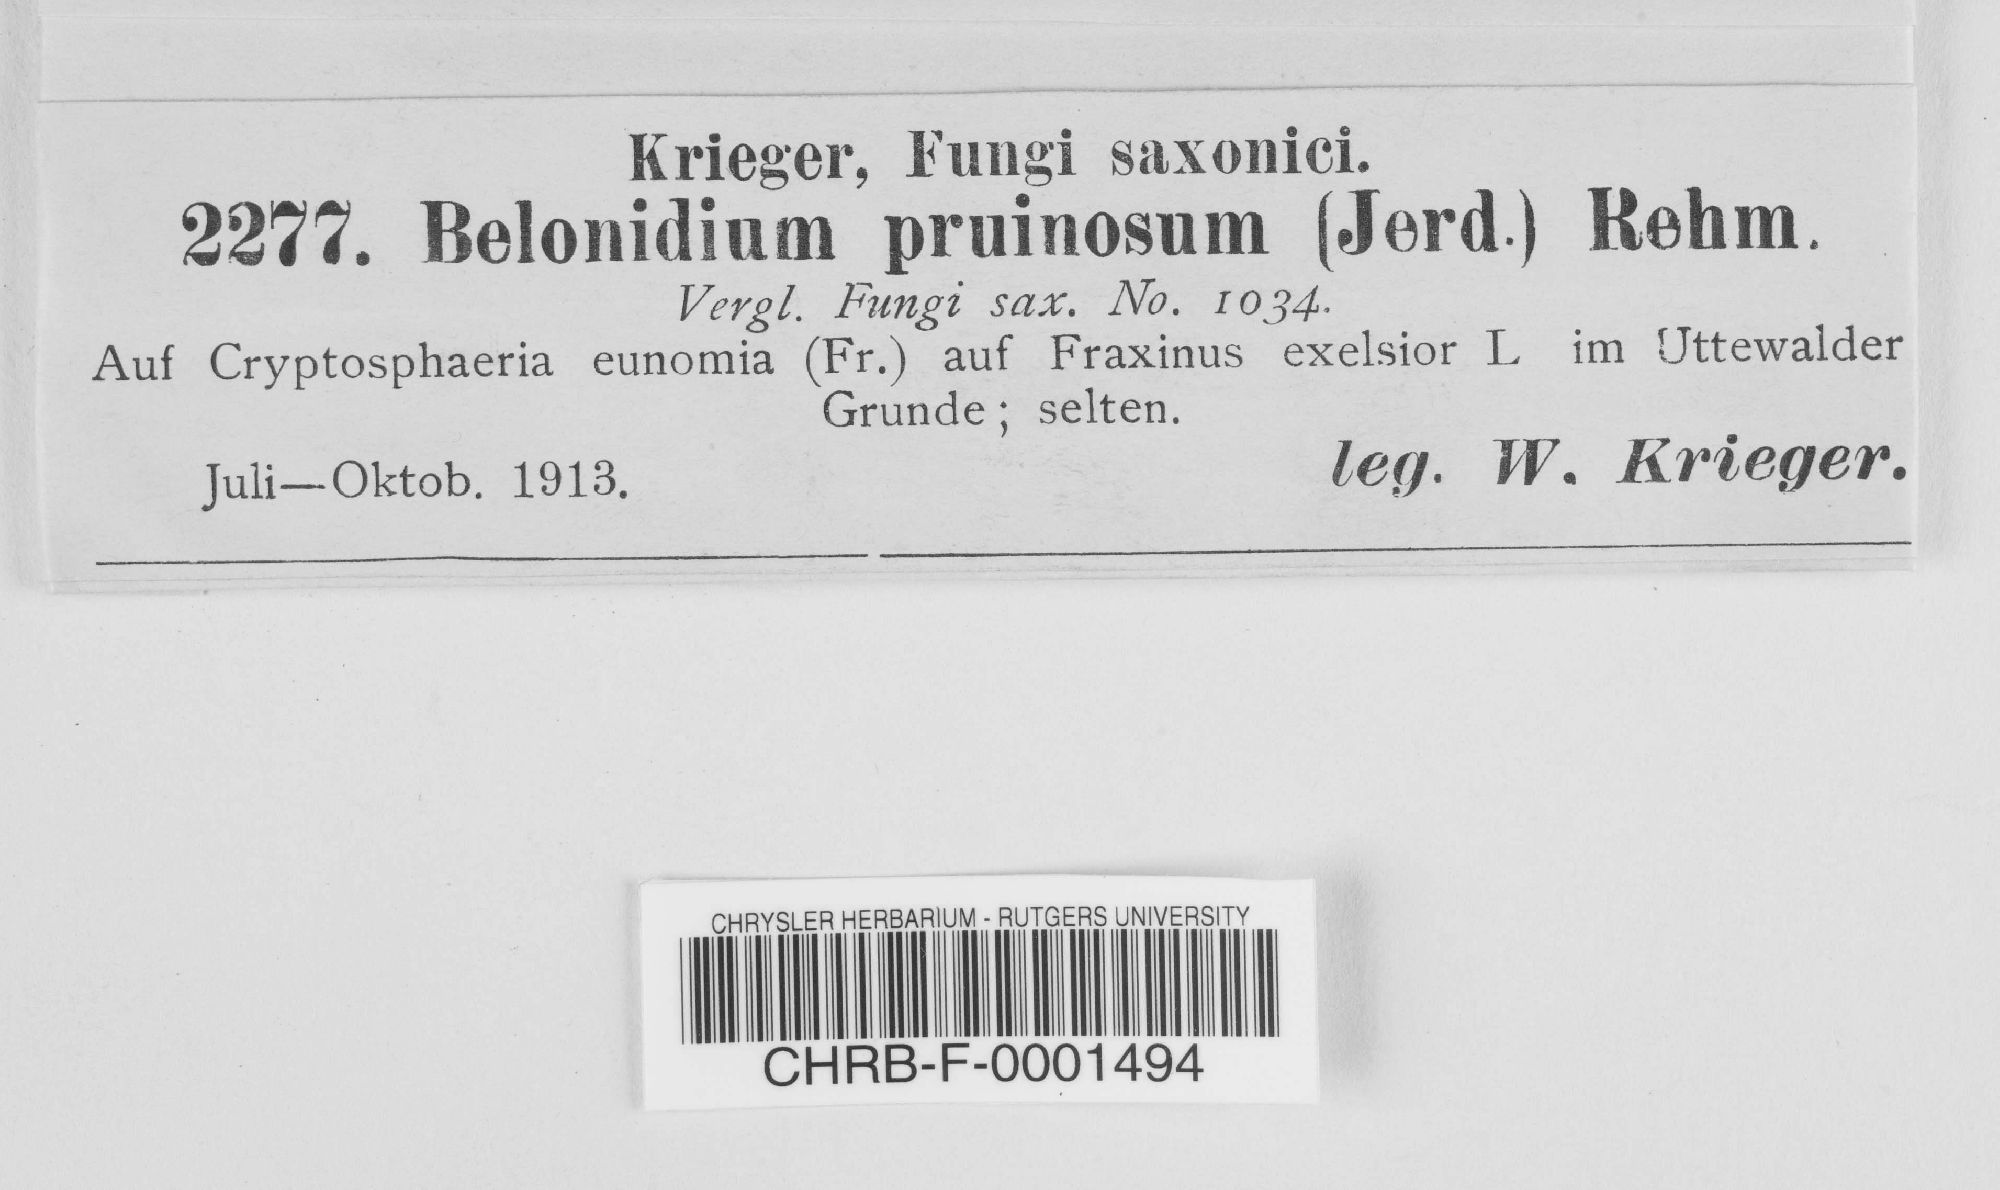 Krieger, Fungi saxonici.
2277. Belonidium pruinosum (Jerd.) Rehm.
Vergl. Fungi sax. No. 1034.
Auf Cryptosphaeria eunomia (Fr.) auf Fraxinus exelsior L im Uttewalder
Grunde; selten.
Juli—Oktob. 1913. leg. W. Krieger.
CHRYSLER HERBARIUM - RUTGERS UNIVERSITY
CHRB-F-0001494